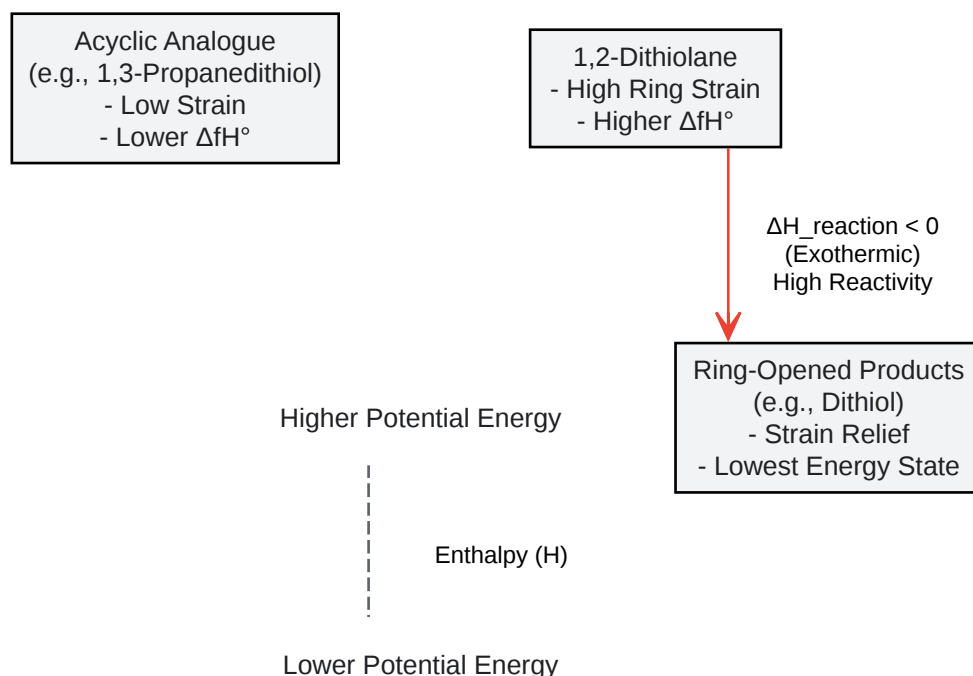 Acyclic Analogue
(e.g., 1,3-Propanedithiol)
- Low Strain
- Lower ΔfH°
1,2-Dithiolane
- High Ring Strain
- Higher ΔfH°
ΔH_reaction < 0
(Exothermic)
High Reactivity
Ring-Opened Products
(e.g., Dithiol)
- Strain Relief
- Lowest Energy State
Higher Potential Energy
Enthalpy (H)
Lower Potential Energy